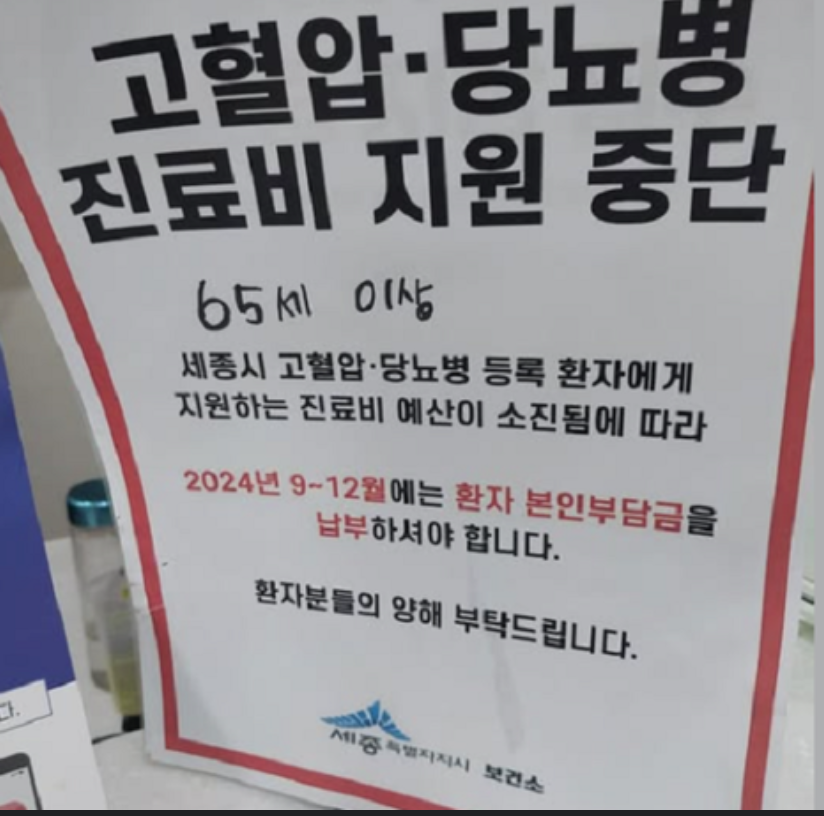 고혈압·당뇨병
진료비 지원 중단
65세 이상
세종시 고혈압·당뇨병 등록 환자에게
지원하는 진료비 예산이 소진됨에 따라
2024년 9~12월에는 환자 본인부담금을
납부하셔야 합니다.
환자분들의 양해 부탁드립니다.
세종특별자치시 보건소
다.